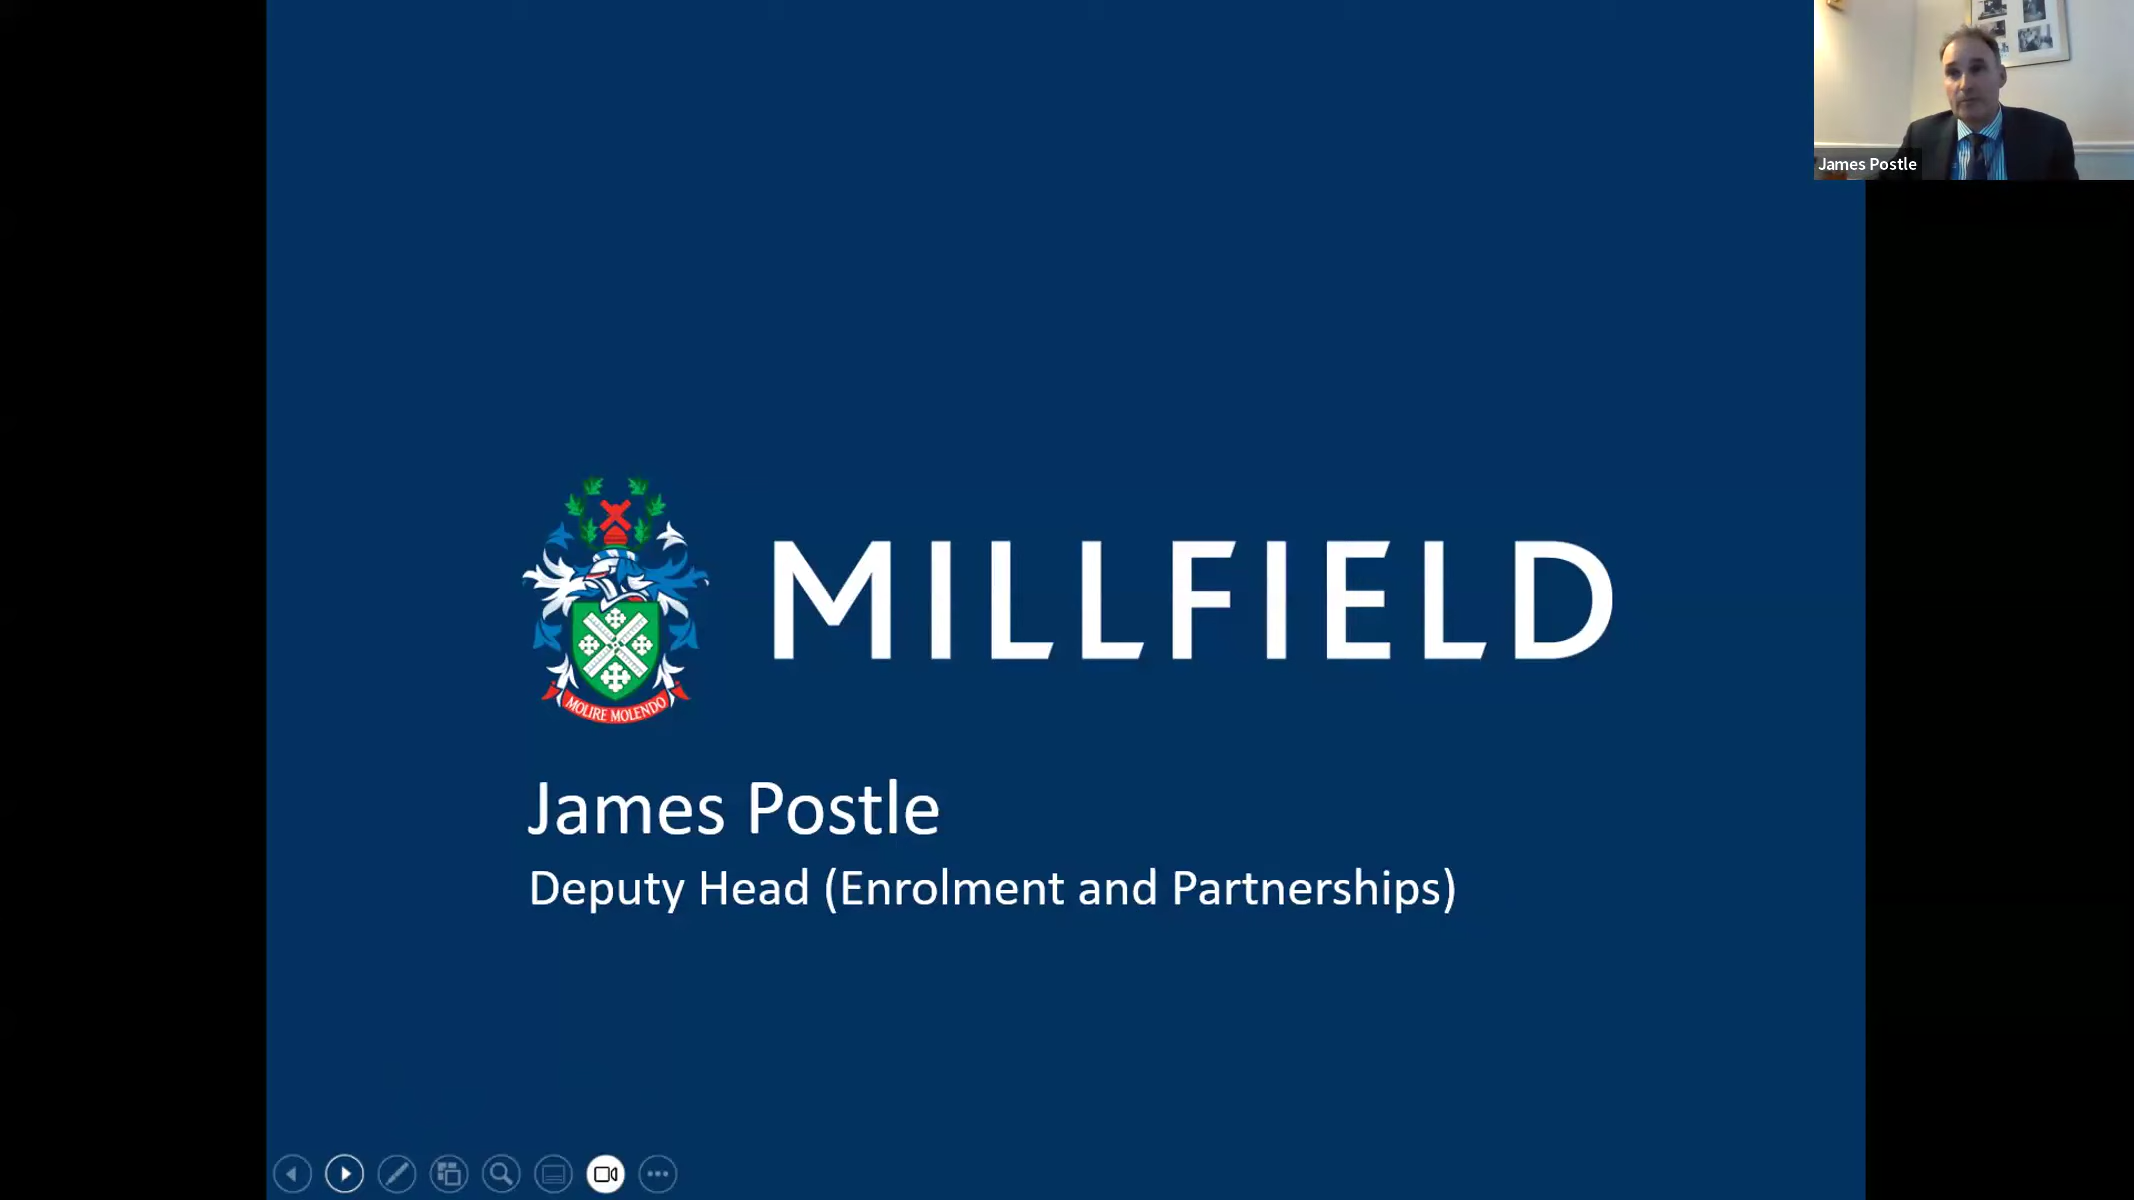 James Postle
MILLFIELD
MOLIRE MOLENDO
James Postle
Deputy Head (Enrolment and Partnerships)